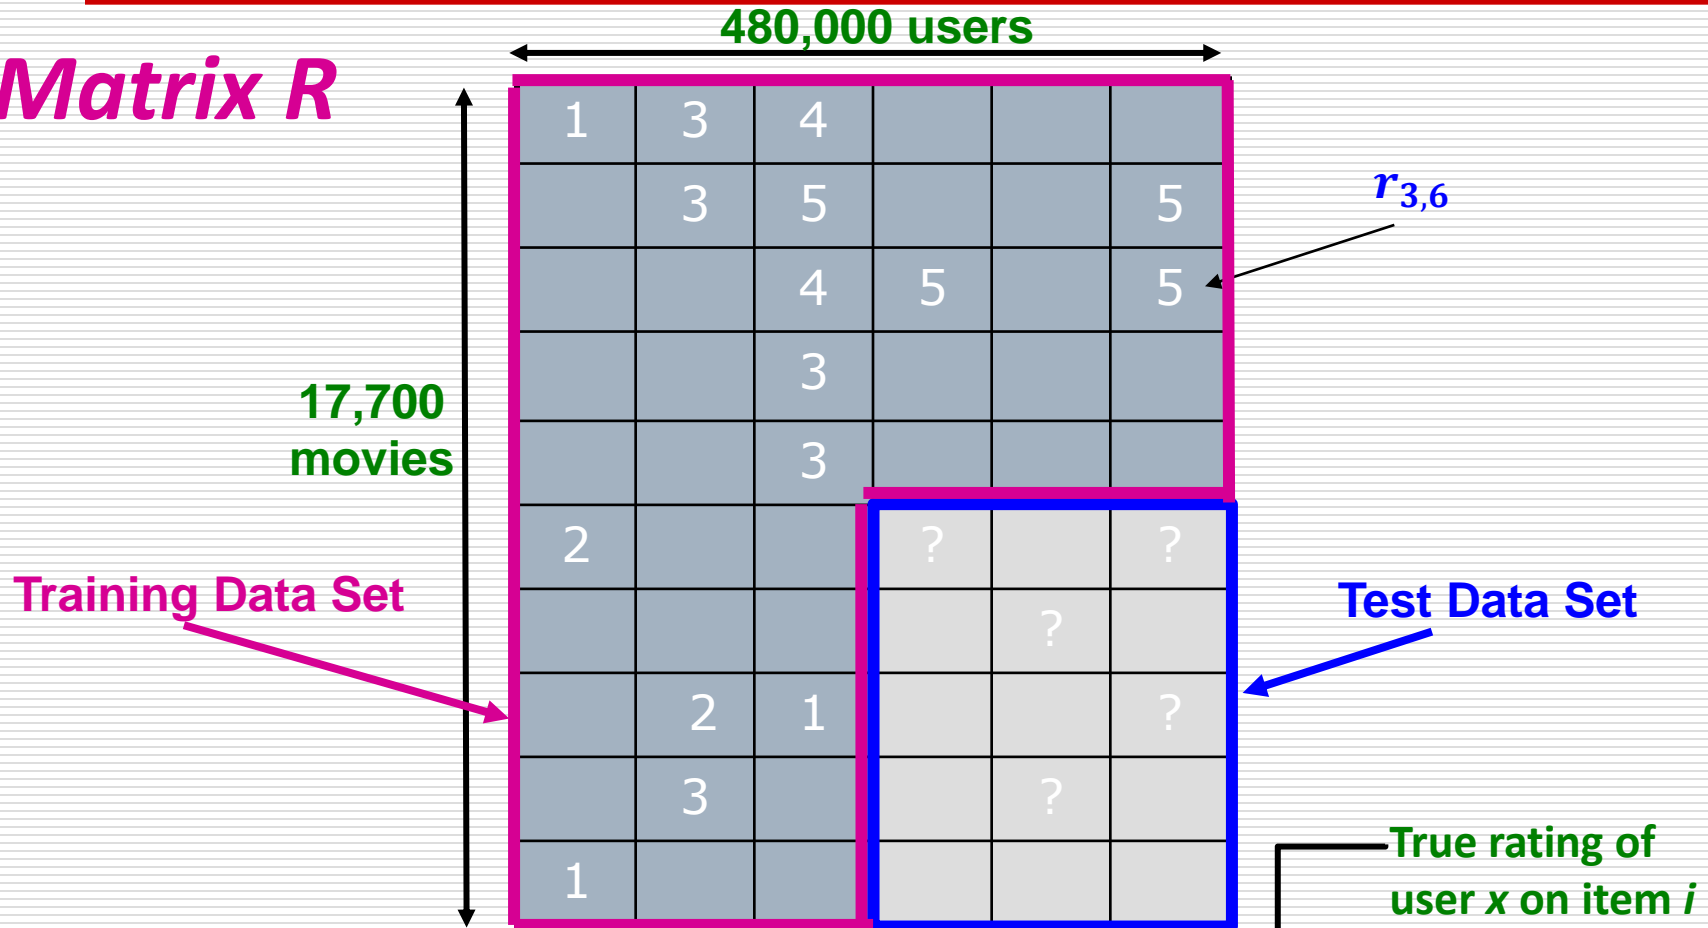 480,000 users
Matrix R
1 3 4
3 5 5
r3,6
4 5 5
3
17,700
movies
3
2 ? ?
Training Data Set
?
Test Data Set
2 1 ?
3 ?
True rating of
1
user x on item i